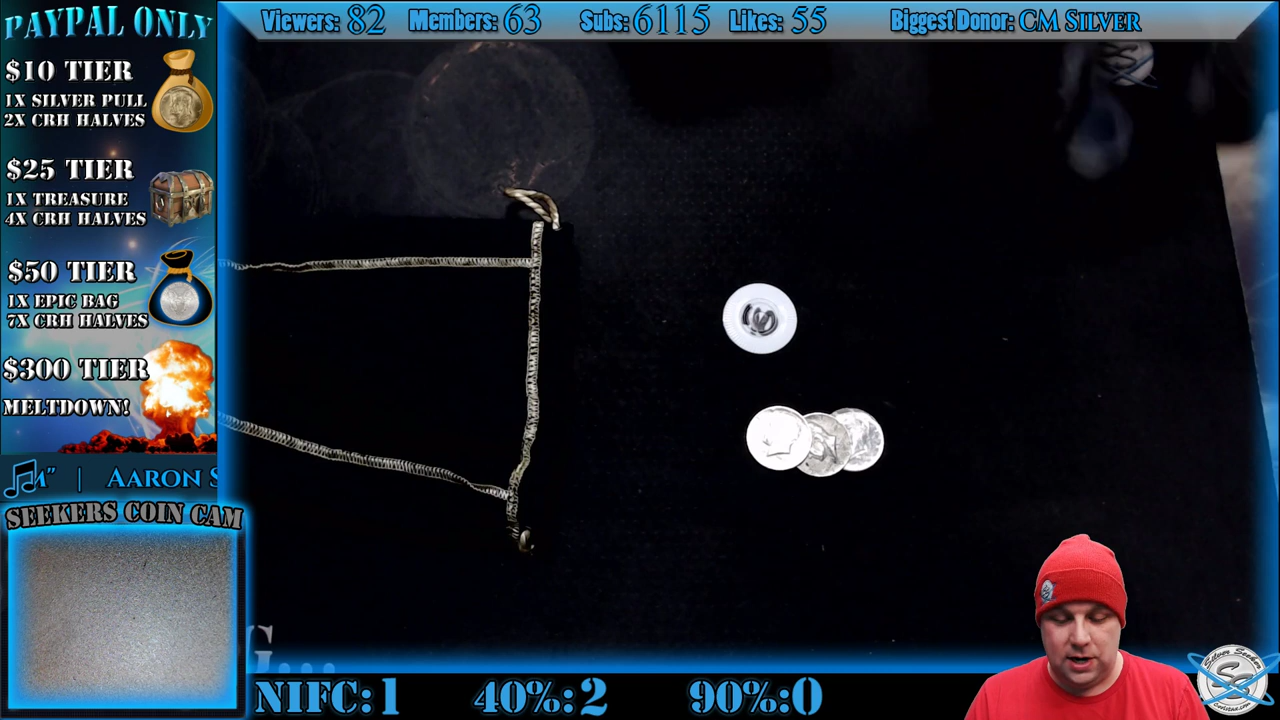 PAYPAL ONLY
$10 TIER
1X SILVER PULL
2X CRH HALVES
$25 TIER
1X TREASURE
4X CRH HALVES
$50 TIER
1X EPIC BAG
7X CRH HALVES
$300 TIER
MELTDOWN!
" | AARON S
SEEKERS COIN CAM
Viewers: 82 Members: 63 Subs: 6115 Likes: 55 Biggest Donor: CM SILVER
G...
NIFC: 1 40%: 2 90%: 0
Silver Seeker